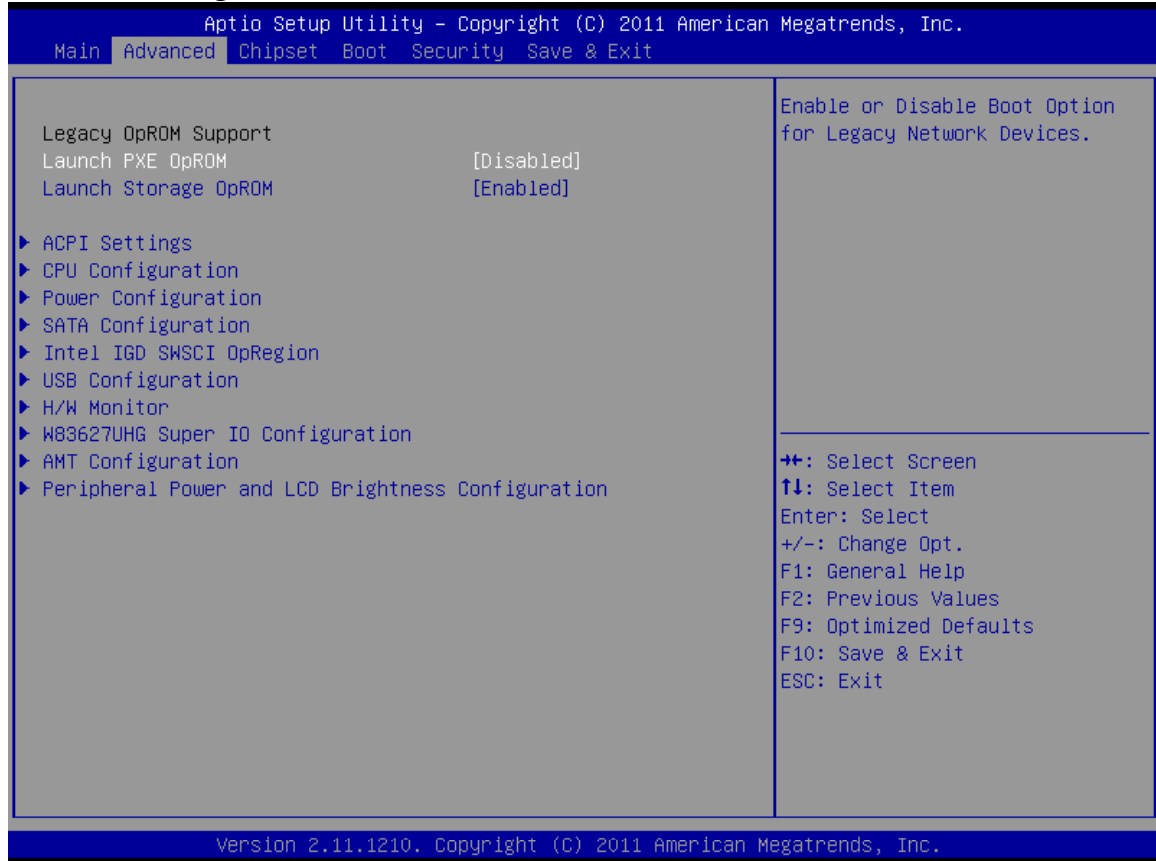 Aptio Setup Utility – Copyright (C) 2011 American Megatrends, Inc.
Main Advanced Chipset Boot Security Save & Exit
Legacy OpROM Support
Launch PXE OpROM [Disabled]
Launch Storage OpROM [Enabled]
▶ ACPI Settings
▶ CPU Configuration
▶ Power Configuration
▶ SATA Configuration
▶ Intel IGD SWSCI OpRegion
▶ USB Configuration
▶ H/W Monitor
▶ W83627UHG Super IO Configuration
▶ AMT Configuration
▶ Peripheral Power and LCD Brightness Configuration
Enable or Disable Boot Option
for Legacy Network Devices.
→←: Select Screen
↑↓: Select Item
Enter: Select
+/-: Change Opt.
F1: General Help
F2: Previous Values
F9: Optimized Defaults
F10: Save & Exit
ESC: Exit
Version 2.11.1210. Copyright (C) 2011 American Megatrends, Inc.